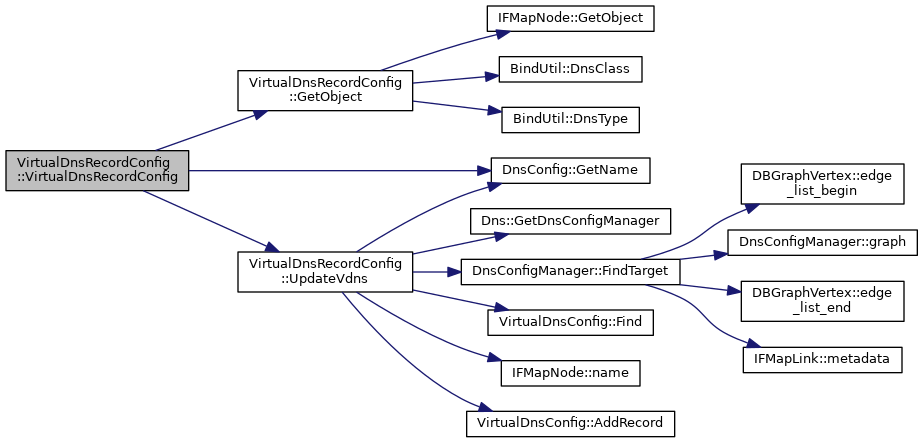 VirtualDnsRecordConfig
::VirtualDnsRecordConfig
VirtualDnsRecordConfig
::GetObject
IFMapNode::GetObject
BindUtil::DnsClass
BindUtil::DnsType
DnsConfig::GetName
VirtualDnsRecordConfig
::UpdateVdns
Dns::GetDnsConfigManager
DnsConfigManager::FindTarget
DBGraphVertex::edge
_list_begin
DnsConfigManager::graph
DBGraphVertex::edge
_list_end
IFMapLink::metadata
VirtualDnsConfig::Find
IFMapNode::name
VirtualDnsConfig::AddRecord